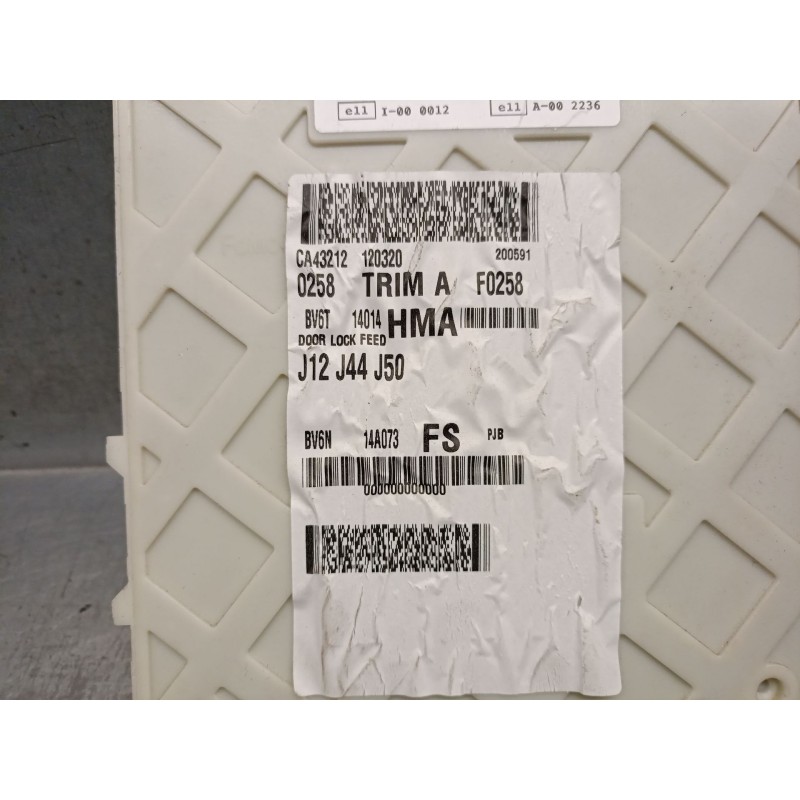 e11 I-00 0012 e11 A-00 2236
CA43212 120320 200591
0258 TRIM A F0258
BV6T 14014 HMA
DOOR LOCK FEED
J12 J44 J50
BV6N 14A073 FS PJB
000000000000